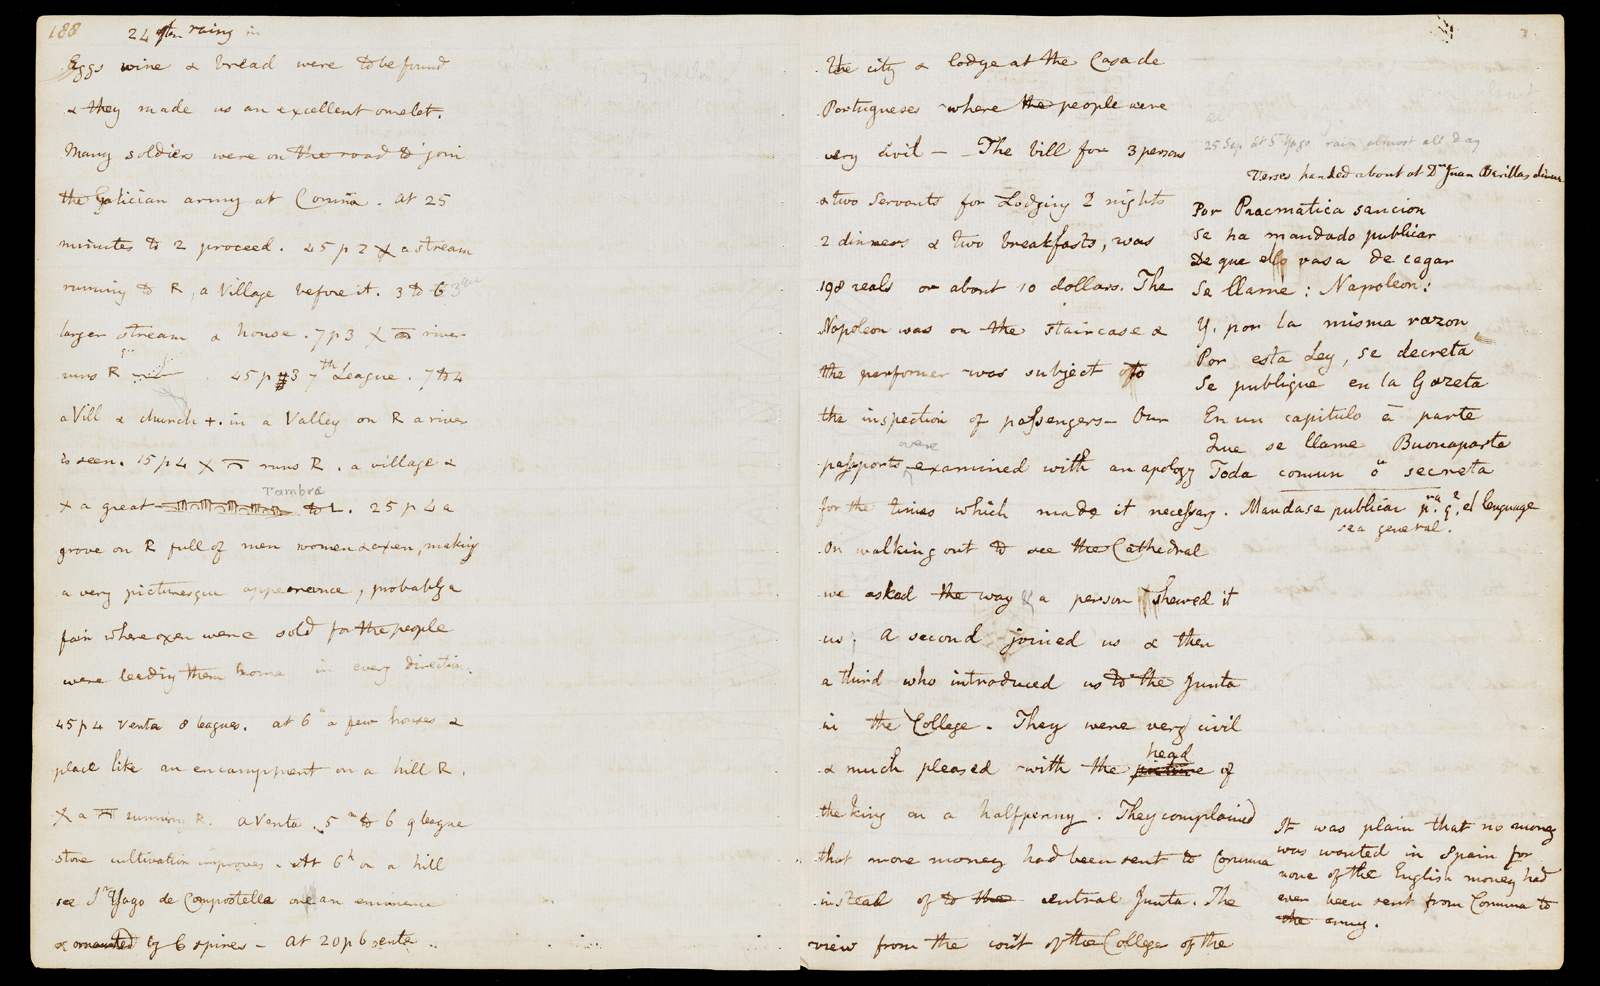 188
24 after rainy in
Eggs wine & bread were to be found
& they made us an excellent omelet.
Many soldiers were on the road to join
the Galician army at Coruña. At 25
minutes to 2 proceed. 45 p 2 X a stream
running to R, a Village before it. 3 to 3
larger stream & house. 7 p 3 X river
runs R 45 p 3 7th League. 7 to 4
a Vill & church +. in a Valley on R a river
is seen. 15 p 4 X runs R. a village &
Tambre
X a great to L. 25 p 4 a
grove on R full of men women & oxen, making
a very picturesque appearance, probably a
fair where oxen were sold for the people
were leading them home in every direction.
45 p 4 Venta 8 leagues. at 6 a few houses &
place like an encampment on a hill R.
X a running R. a Venta. 5 m to 6 9 league
stone cultivation improves. At 6h on a hill
see St Yago de Compostella on an eminence
& by 6 spires - At 20 p 6 venta ..
the city & lodge at the Casa de
Portugueses where the people were
very civil - The bill for 3 persons
& two Servants for Lodging 2 nights
2 dinners & two breakfasts, was
198 reals or about 10 dollars. The
Napoleon was on the staircase &
the performer was subject to
the inspection of passengers - Our
were
passports examined with an apology
for the times which made it necessary.
On walking out to see the Cathedral
we asked the way & a person shewed it
us; a second joined us & then
a third who introduced us to the Junta
in the College. They were very civil
head
& much pleased with the picture of
the king on a halfpenny. They complained
that more money had been sent to Corunna
instead of to the central Junta. The
view from the court of the College of the
25 Sep at St Yago rain almost all day
Verses handed about at Dn Juan Varillas dinner
Por Pracmatica sancion
Se ha mandado publicar
De que el vaso de cagar
Se llame: Napoleon:
Y. por la misma razon
Por esta Ley, se decreta
Se publique en la Gazeta
En un capitulo à parte
Que se llame Buonaparte
Toda comun ò secreta
Mandase publicar pra q.e el lenguage
sea general.
It was plain that no money
was wanted in Spain for
none of the English money had
even been sent from Corunna to
the army.